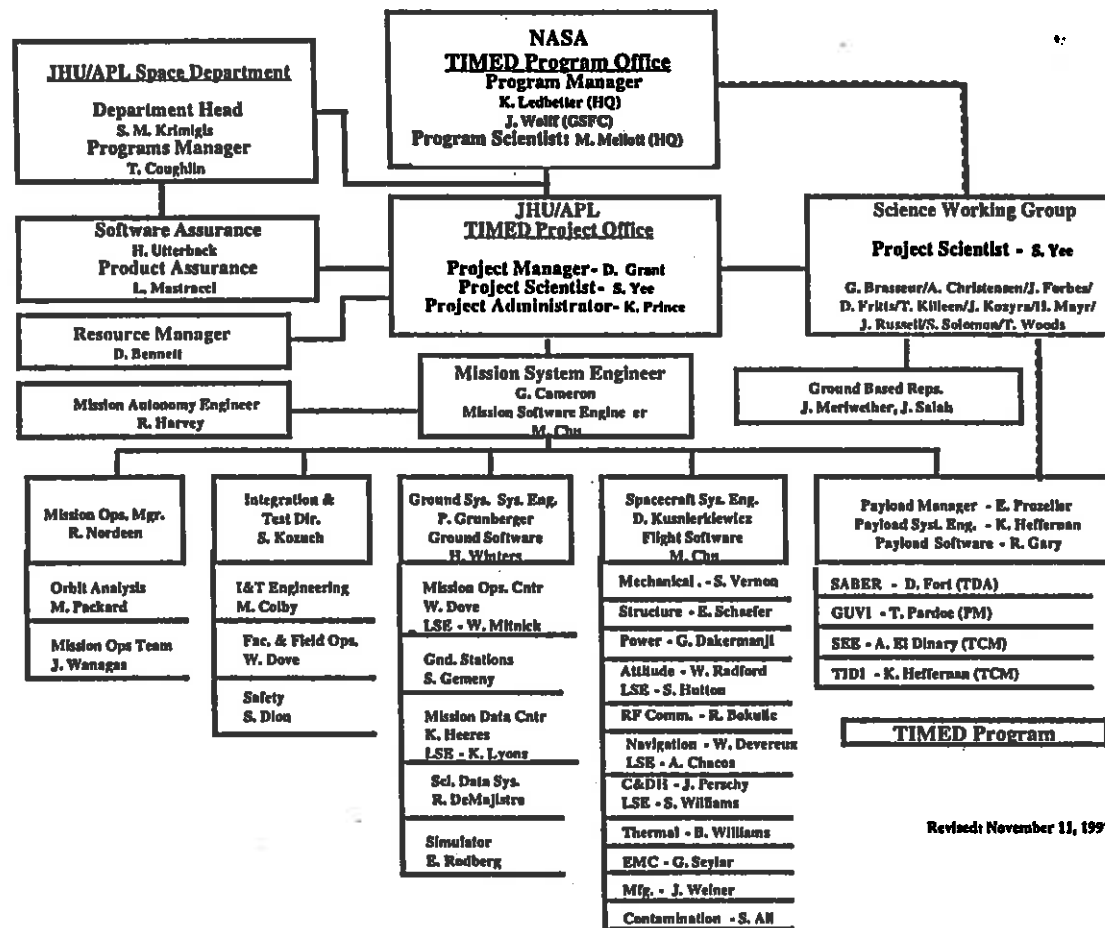 JHU/APL Space Department
Department Head
S. M. Krimigis
Programs Manager
T. Coughlin
NASA
TIMED Program Office
Program Manager
K. Ledbetter (HQ)
J. Wolff (GSFC)
Program Scientist: M. Mellott (HQ)
Software Assurance
H. Utterback
Product Assurance
L. Mastracci
JHU/APL
TIMED Project Office
Project Manager- D. Grant
Project Scientist- S. Yee
Project Administrator- K. Prince
Science Working Group
Project Scientist - S. Yee
G. Brasseur/A. Christensen/J. Forbes/
D. Fritts/T. Killeen/J. Kozyra/H. Mayr/
J. Russell/S. Solomon/T. Woods
Resource Manager
D. Bennett
Mission Autonomy Engineer
R. Harvey
Mission System Engineer
G. Cameron
Mission Software Engineer
M. Chu
Ground Based Reps.
J. Meriwether, J. Salah
Mission Ops. Mgr.
R. Nordeen
Orbit Analysis
M. Packard
Mission Ops Team
J. Wanagas
Integration &
Test Dir.
S. Kozuch
I&T Engineering
M. Colby
Fac. & Field Ops.
W. Dove
Safety
S. Dion
Ground Sys. Sys. Eng.
P. Grunberger
Ground Software
H. Winters
Mission Ops. Cntr
W. Dove
LSE - W. Mitnick
Gnd. Stations
S. Gemeny
Mission Data Cntr
K. Heeres
LSE - K. Lyons
Sci. Data Sys.
R. DeMajistre
Simulator
E. Rodberg
Spacecraft Sys. Eng.
D. Kusnierkiewicz
Flight Software
M. Chu
Mechanical . - S. Vernon
Structure - E. Schaefer
Power - G. Dakermanji
Attitude - W. Radford
LSE - S. Hutton
RF Comm. - R. Bokulic
Navigation - W. Devereux
LSE - A. Chacos
C&DH - J. Perschy
LSE - S. Williams
Thermal - B. Williams
EMC - G. Seylar
Mfg. - J. Weiner
Contamination - S. Ali
Payload Manager - E. Prozeller
Payload Syst. Eng. - K. Heffernan
Payload Software - R. Gary
SABER - D. Fort (TDA)
GUVI - T. Pardoe (PM)
SEE - A. El Dinary (TCM)
TIDI - K. Heffernan (TCM)
TIMED Program
Revised: November 11, 199